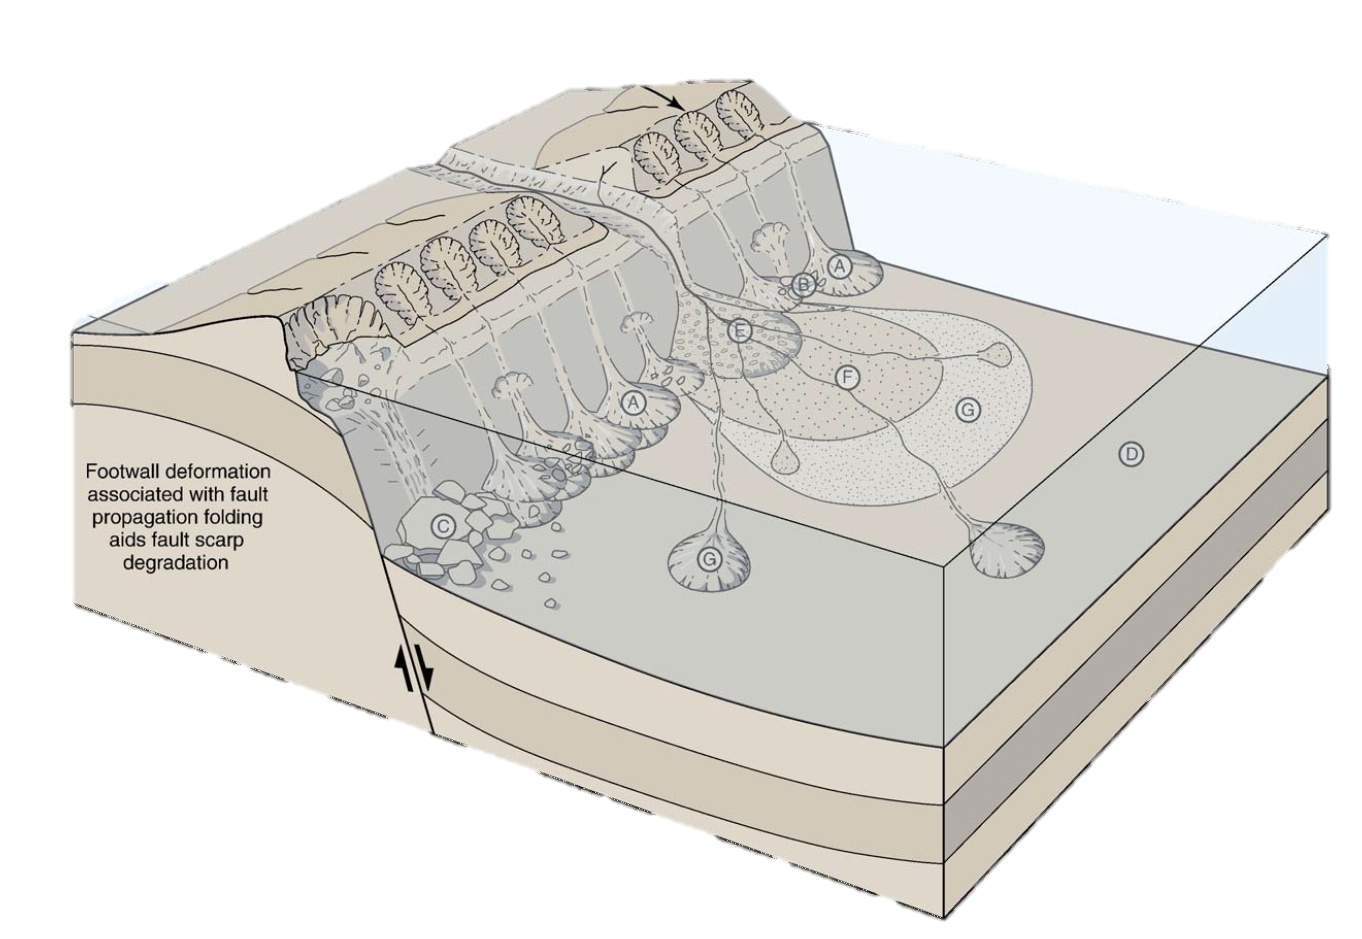 A
B
E
F
A
G
D
Footwall deformation
associated with fault
propagation folding
aids fault scarp
degradation
C
G